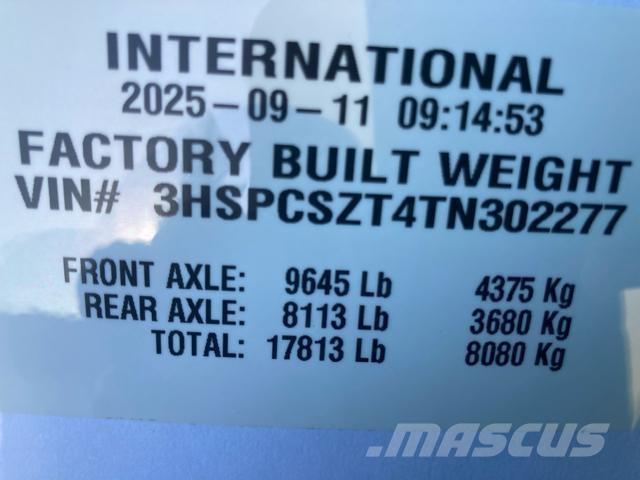 INTERNATIONAL
2025-09-11 09:14:53
FACTORY BUILT WEIGHT
VIN# 3HSPCSZT4TN302277
FRONT AXLE: 9645 Lb 4375 Kg
REAR AXLE: 8113 Lb 3680 Kg
TOTAL: 17813 Lb 8080 Kg
MASCUS